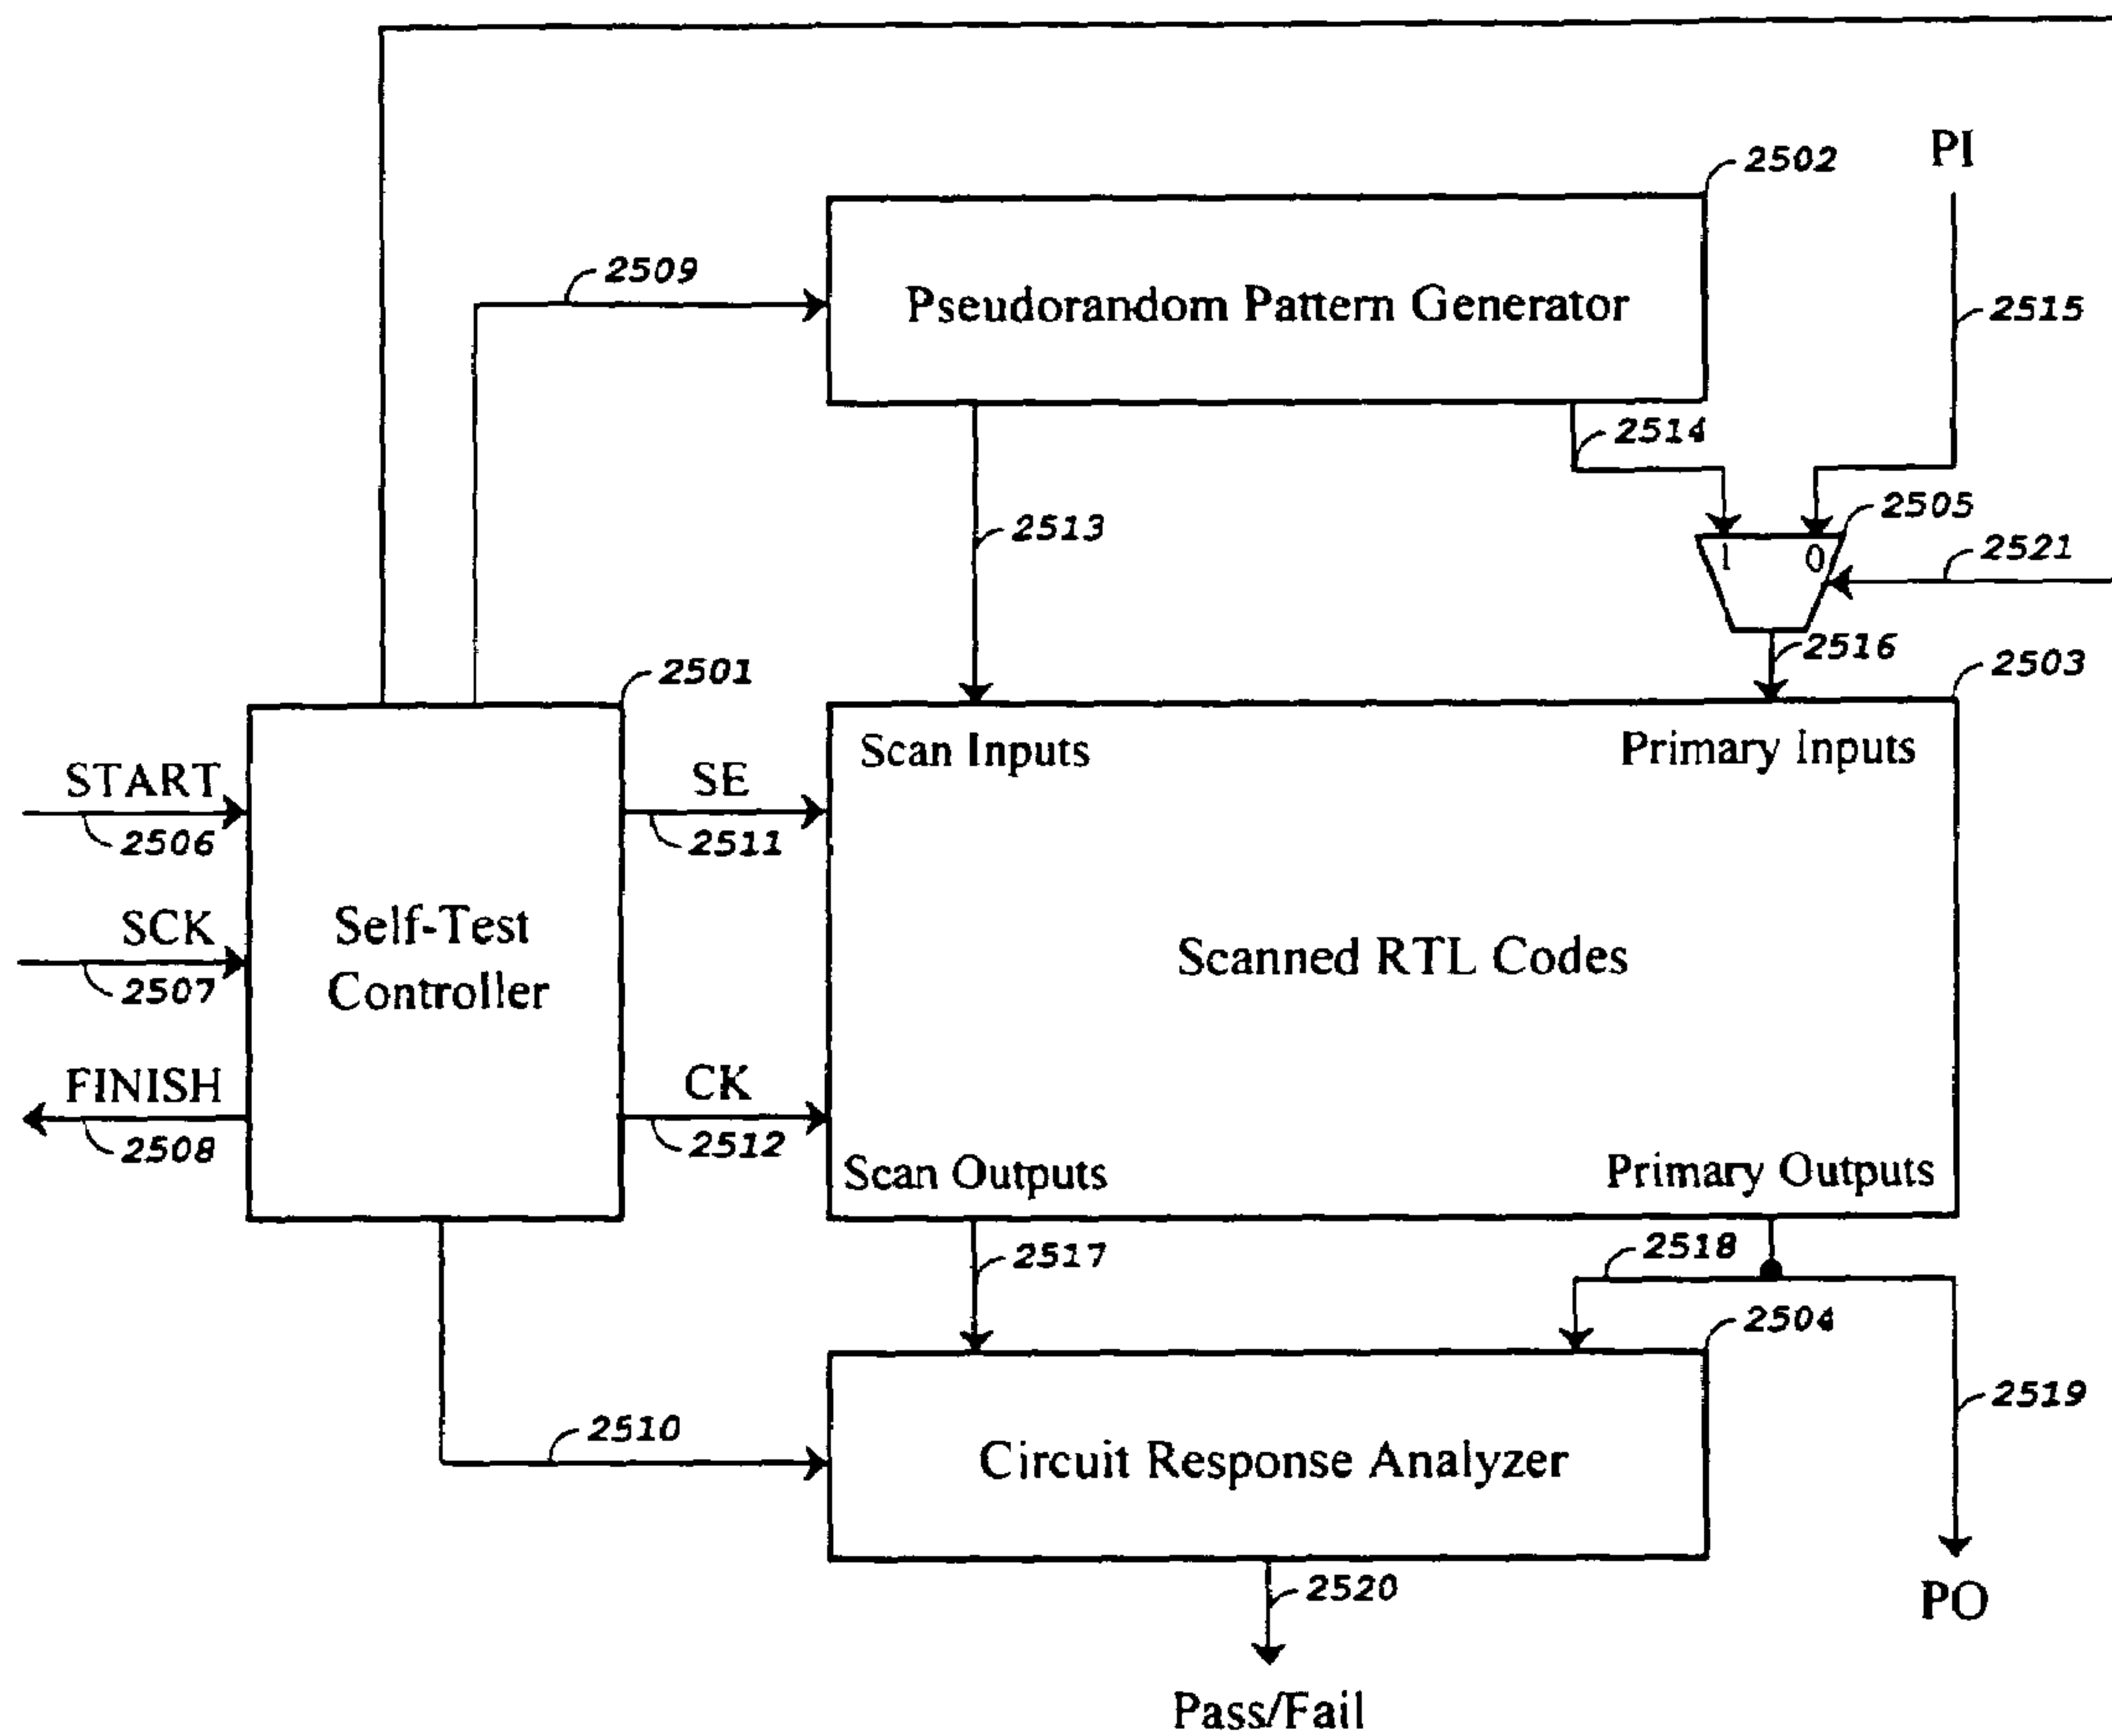 2502
PI
2509
Pseudorandom Pattern Generator
2515
2514
2513
2505
1 0
2521
2516
2501
2503
START
2506
SE
2511
Scan Inputs
Primary Inputs
SCK
2507
Self-Test
Controller
Scanned RTL Codes
FINISH
2508
CK
2512
Scan Outputs
Primary Outputs
2517
2518
2504
2519
2510
Circuit Response Analyzer
2520
PO
Pass/Fail